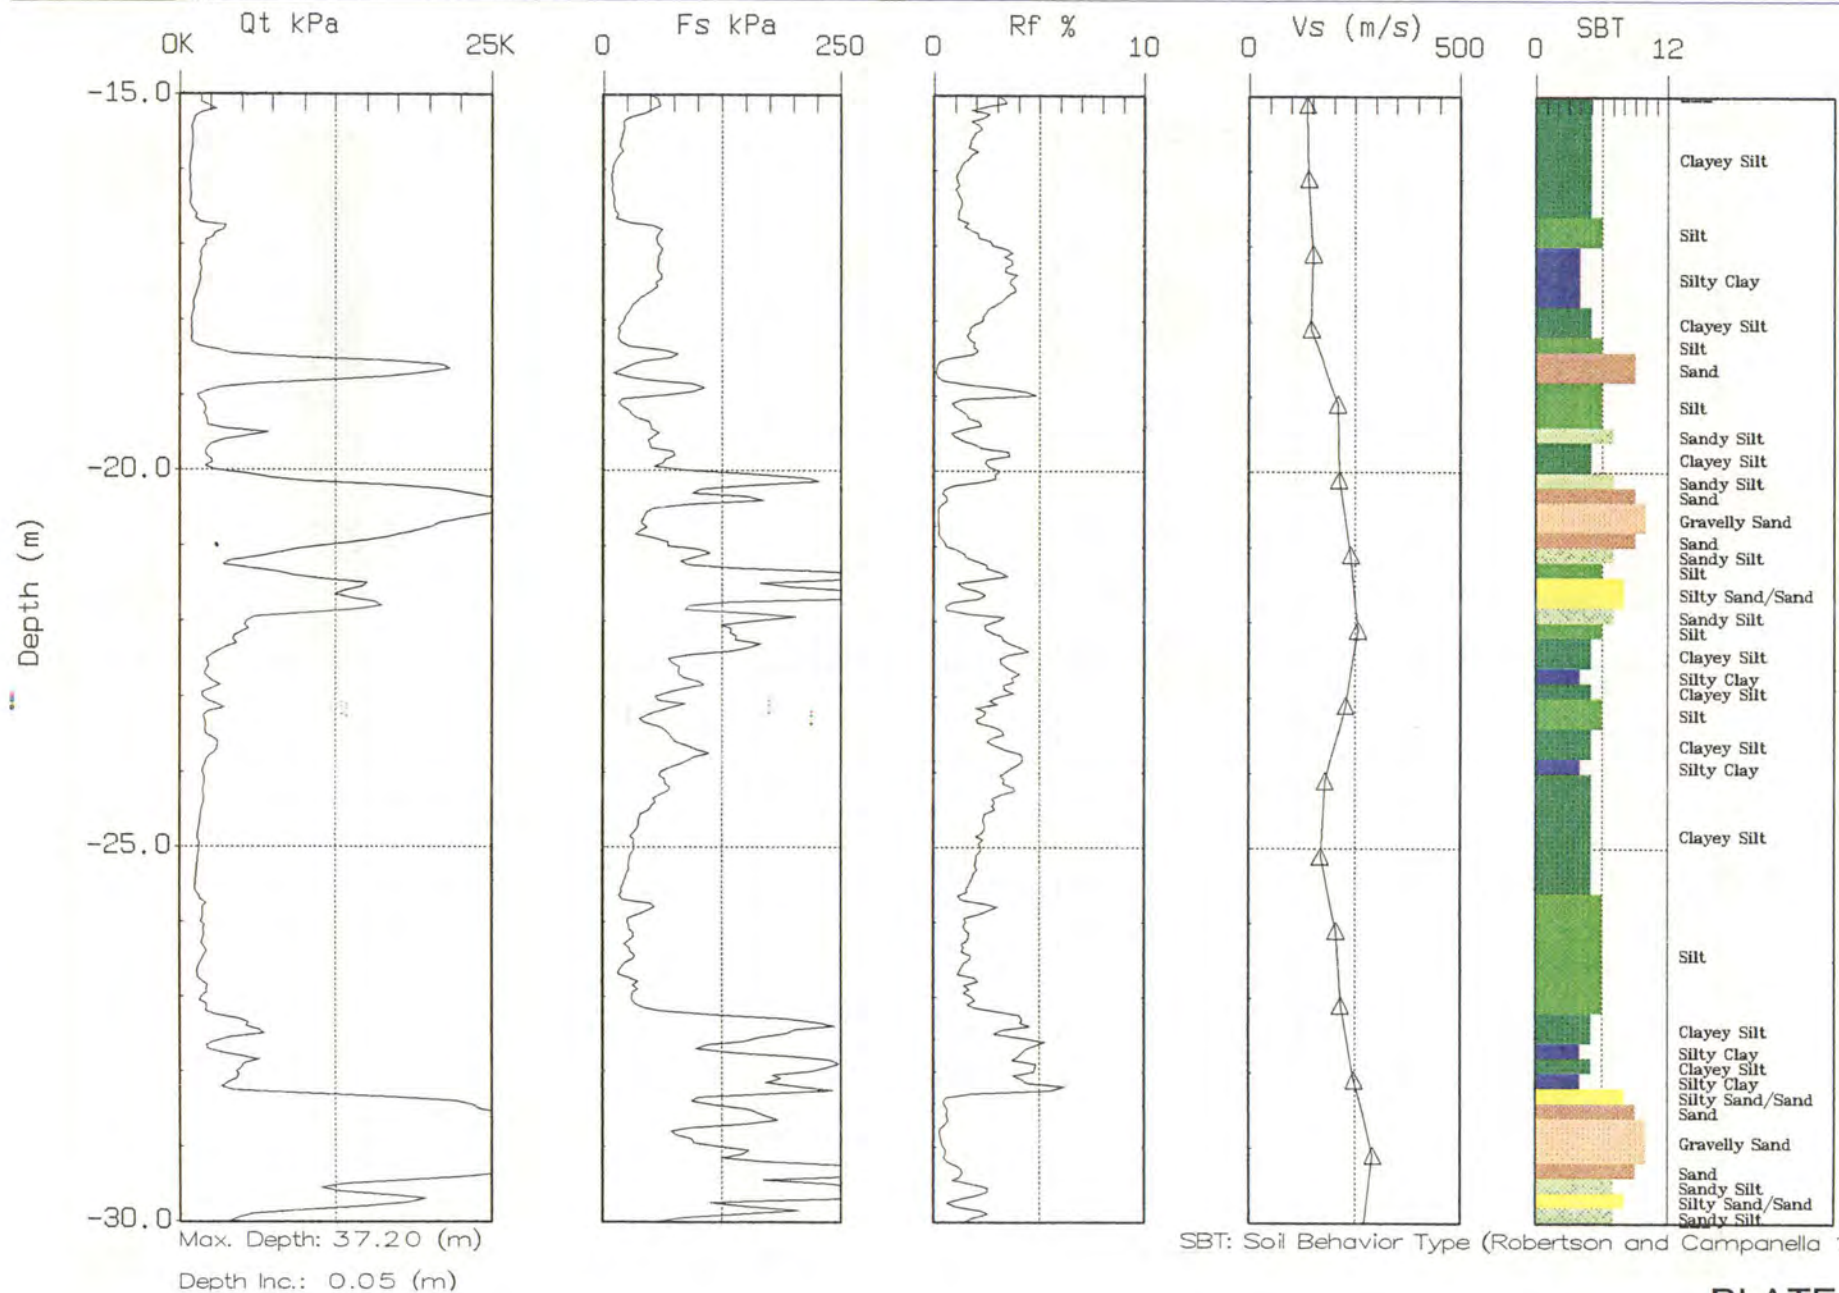 Qt kPa
0K 25K
Fs kPa
0 250
Rf %
0 10
Vs (m/s)
0 500
SBT
0 12
Depth (m)
-15.0
-20.0
-25.0
-30.0
Clayey Silt
Silt
Silty Clay
Clayey Silt
Silt
Sand
Silt
Sandy Silt
Clayey Silt
Sandy Silt
Sand
Gravelly Sand
Sand
Sandy Silt
Silt
Silty Sand/Sand
Sandy Silt
Silt
Clayey Silt
Silty Clay
Clayey Silt
Silt
Clayey Silt
Silty Clay
Clayey Silt
Silt
Clayey Silt
Silty Clay
Clayey Silt
Silty Clay
Silty Sand/Sand
Sand
Gravelly Sand
Sand
Sandy Silt
Silty Sand/Sand
Sandy Silt
Max. Depth: 37.20 (m)
Depth Inc.: 0.05 (m)
SBT: Soil Behavior Type (Robertson and Campanella
PLATE